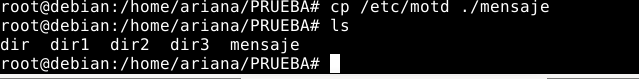 root@debian:/home/ariana/PRUEBA# cp /etc/motd ./mensaje
root@debian:/home/ariana/PRUEBA# ls
dir  dir1  dir2  dir3  mensaje
root@debian:/home/ariana/PRUEBA#